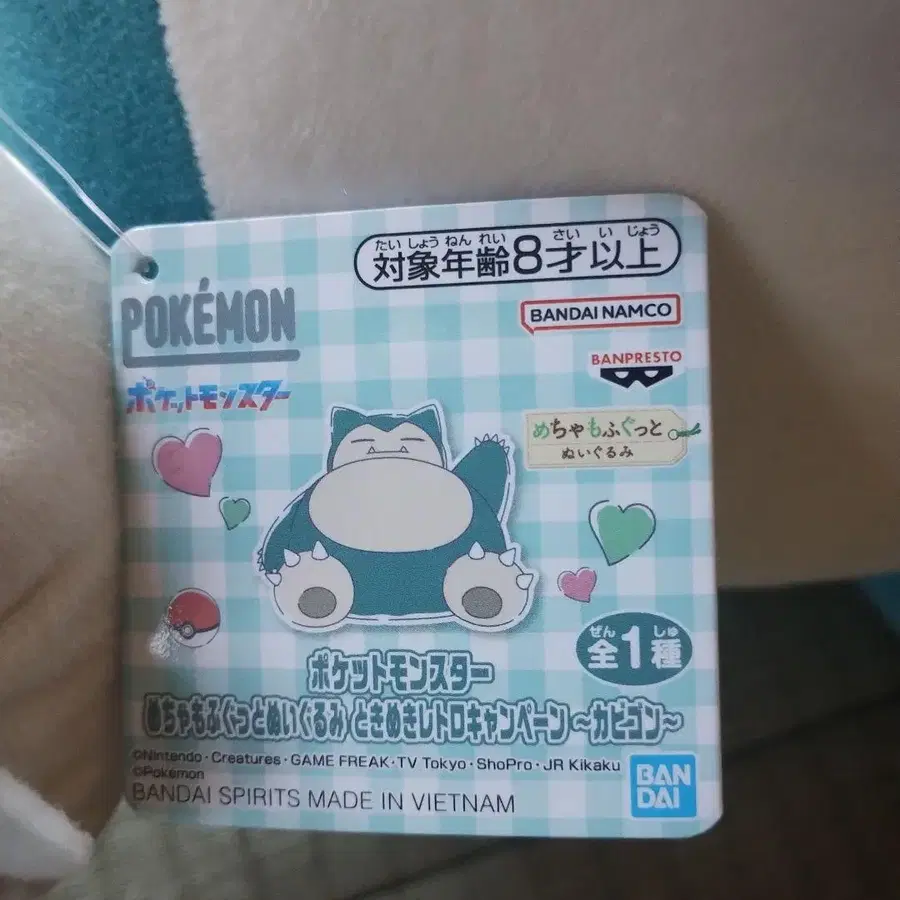 たいしょうねんれい さい いじょう
対象年齢8才以上
POKÉMON
BANDAI NAMCO
ポケットモンスター
BANPRESTO
めちゃもふぐっと
ぬいぐるみ
ぜん しゅ
全1種
ポケットモンスター
めちゃもふぐっとぬいぐるみ ときめきレトロキャンペーン ~カビゴン~
©Nintendo・Creatures・GAME FREAK・TV Tokyo・ShoPro・JR Kikaku
©Pokémon
BANDAI SPIRITS MADE IN VIETNAM
BAN
DAI